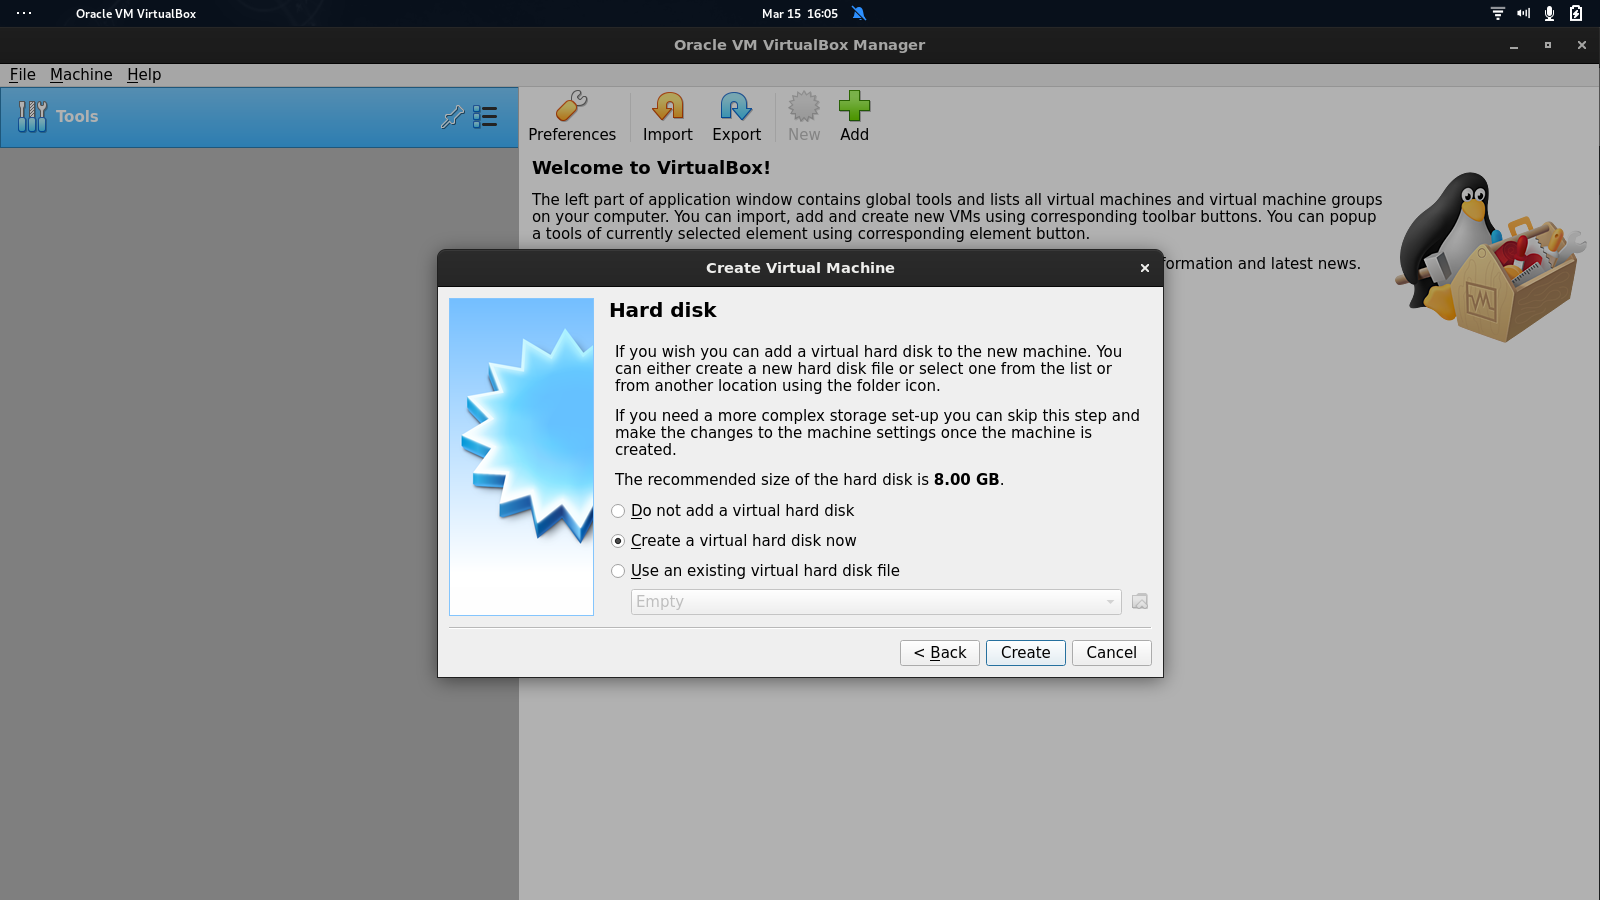 Oracle VM VirtualBox
Mar 15 16:05
Oracle VM VirtualBox Manager
File Machine Help
Tools
Preferences Import Export New Add
Welcome to VirtualBox!
The left part of application window contains global tools and lists all virtual machines and virtual machine groups
on your computer. You can import, add and create new VMs using corresponding toolbar buttons. You can popup
a tools of currently selected element using corresponding element button.
formation and latest news.
Create Virtual Machine
Hard disk
If you wish you can add a virtual hard disk to the new machine. You
can either create a new hard disk file or select one from the list or
from another location using the folder icon.
If you need a more complex storage set-up you can skip this step and
make the changes to the machine settings once the machine is
created.
The recommended size of the hard disk is 8.00 GB.
Do not add a virtual hard disk
Create a virtual hard disk now
Use an existing virtual hard disk file
Empty
< Back Create Cancel